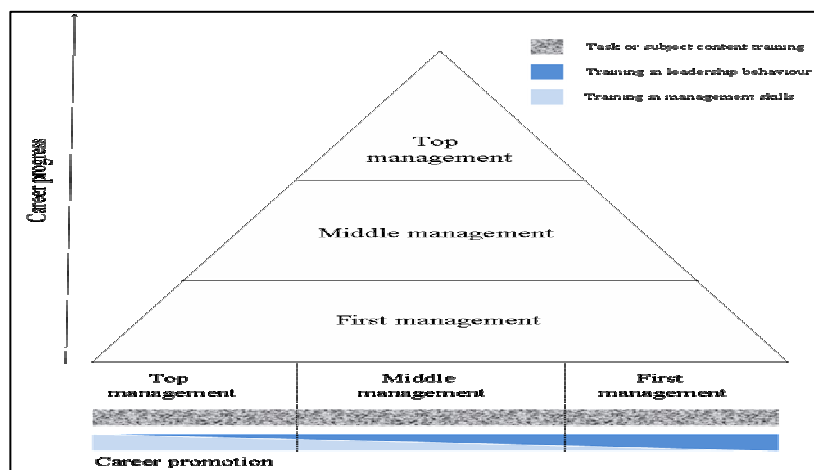 Task or subject content training
Training in leadership behaviour
Training in management skills
Career progress
Top
management
Middle management
First management
Top
management
Middle
management
First
management
Career promotion